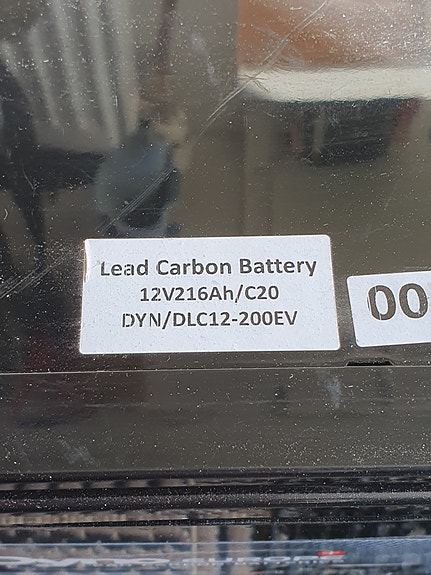 Lead Carbon Battery
12V216Ah/C20
DYN/DLC12-200EV
00